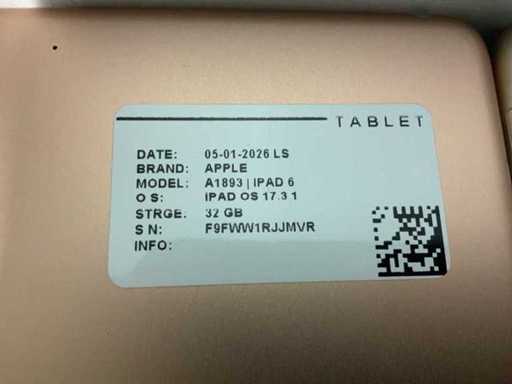 TABLET
DATE: 05-01-2026 LS
BRAND: APPLE
MODEL: A1893 | IPAD 6
O S: IPAD OS 17.3 1
STRGE: 32 GB
S N: F9FWW1RJJMVR
INFO: